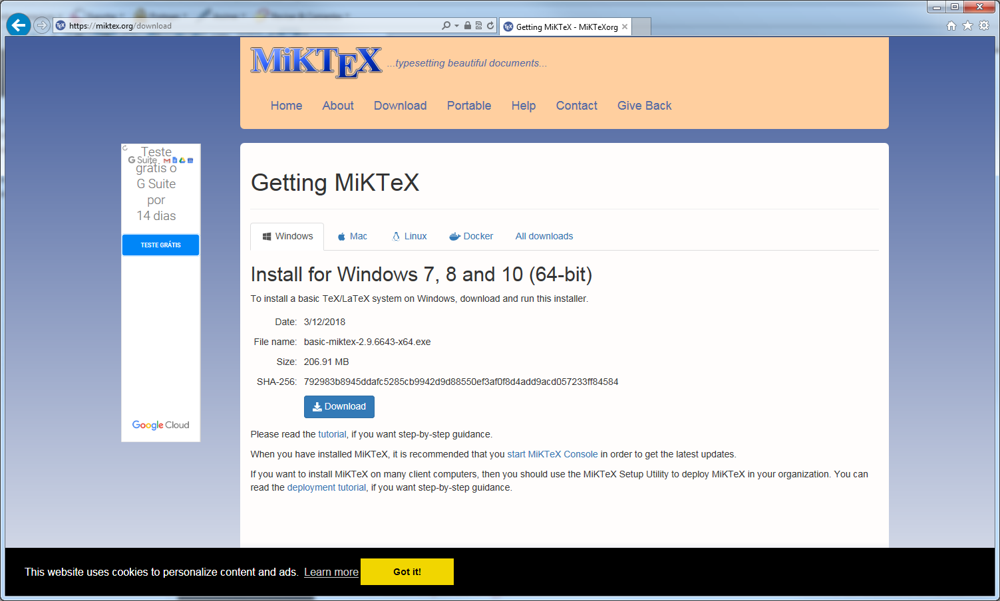 https://miktex.org/download
Getting MiKTeX - MiKTeXorg
MiKTEX ...typesetting beautiful documents...
Home About Download Portable Help Contact Give Back
Teste
grátis o
G Suite
por
14 dias
G Suite
TESTE GRÁTIS
Google Cloud
Getting MiKTeX
Windows Mac Linux Docker All downloads
Install for Windows 7, 8 and 10 (64-bit)
To install a basic TeX/LaTeX system on Windows, download and run this installer.
Date: 3/12/2018
File name: basic-miktex-2.9.6643-x64.exe
Size: 206.91 MB
SHA-256: 792983b8945ddafc5285cb9942d9d88550ef3af0f8d4add9acd057233ff84584
Download
Please read the tutorial, if you want step-by-step guidance.
When you have installed MiKTeX, it is recommended that you start MiKTeX Console in order to get the latest updates.
If you want to install MiKTeX on many client computers, then you should use the MiKTeX Setup Utility to deploy MiKTeX in your organization. You can
read the deployment tutorial, if you want step-by-step guidance.
This website uses cookies to personalize content and ads. Learn more Got it!